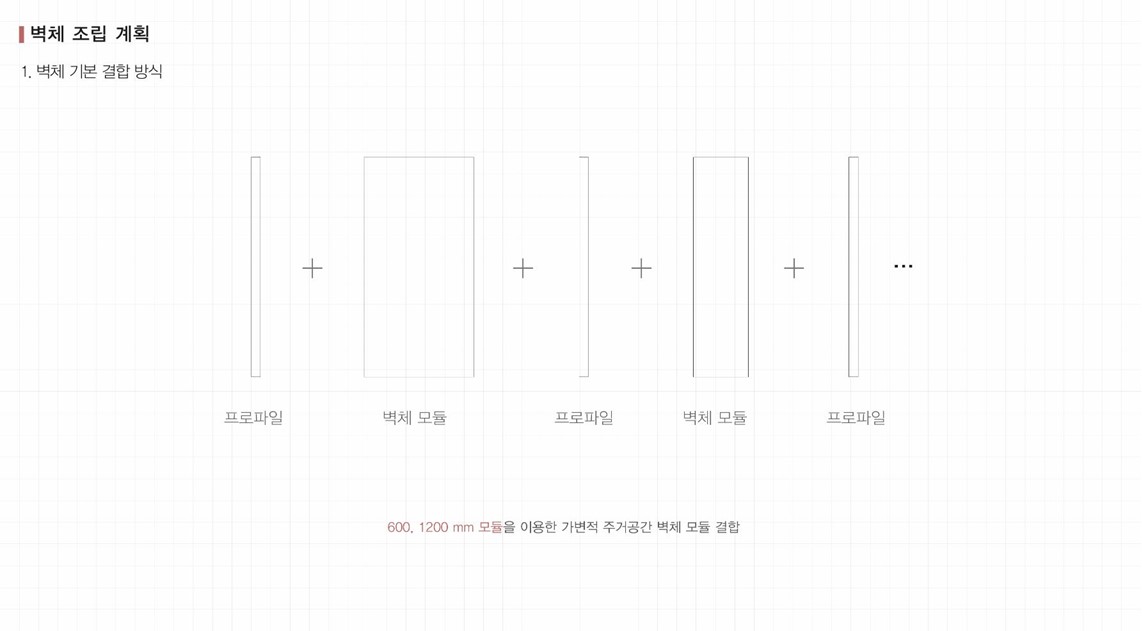 벽체 조립 계획
1. 벽체 기본 결합 방식
+ + + + ...
프로파일 벽체 모듈 프로파일 벽체 모듈 프로파일
600, 1200 mm 모듈을 이용한 가변적 주거공간 벽체 모듈 결합